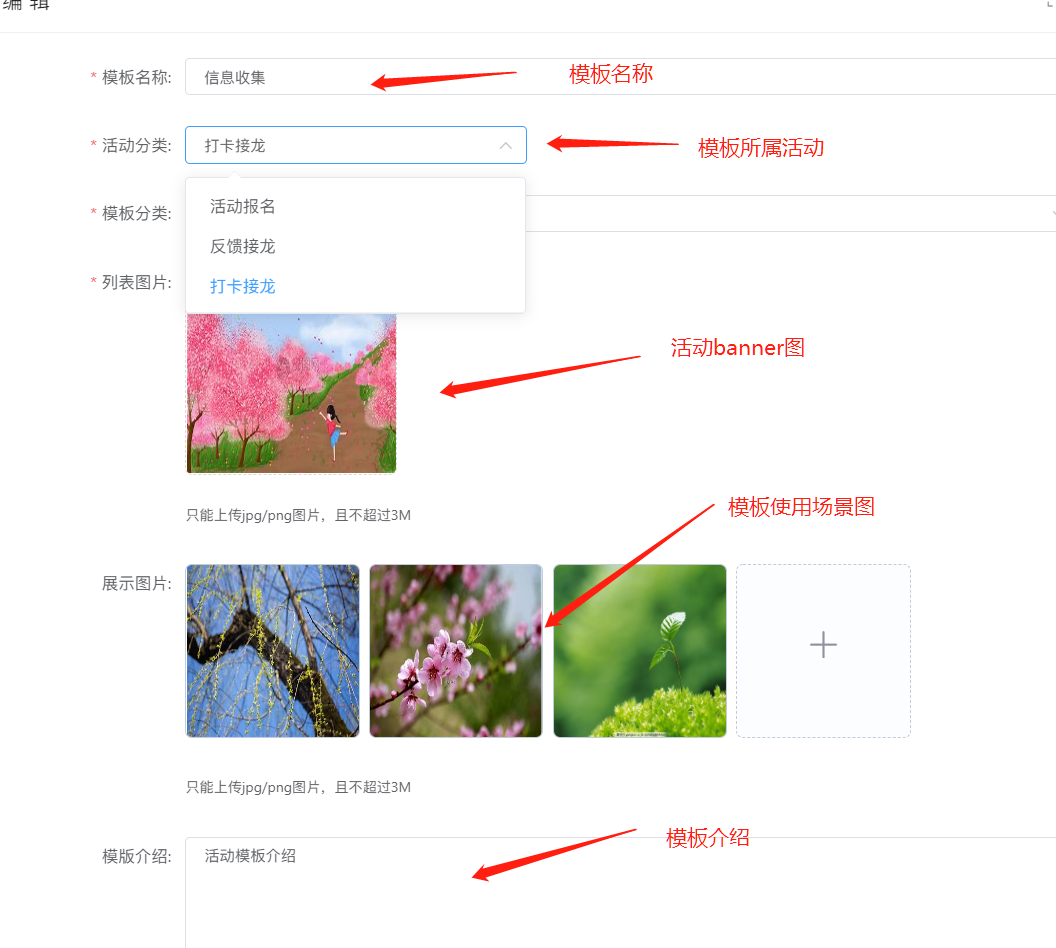 编 辑
* 模板名称: 信息收集 模板名称
* 活动分类: 打卡接龙 模板所属活动
* 模板分类:
活动报名
反馈接龙
打卡接龙
* 列表图片:
活动banner图
只能上传jpg/png图片，且不超过3M
模板使用场景图
展示图片:
只能上传jpg/png图片，且不超过3M
模版介绍: 活动模板介绍 模板介绍